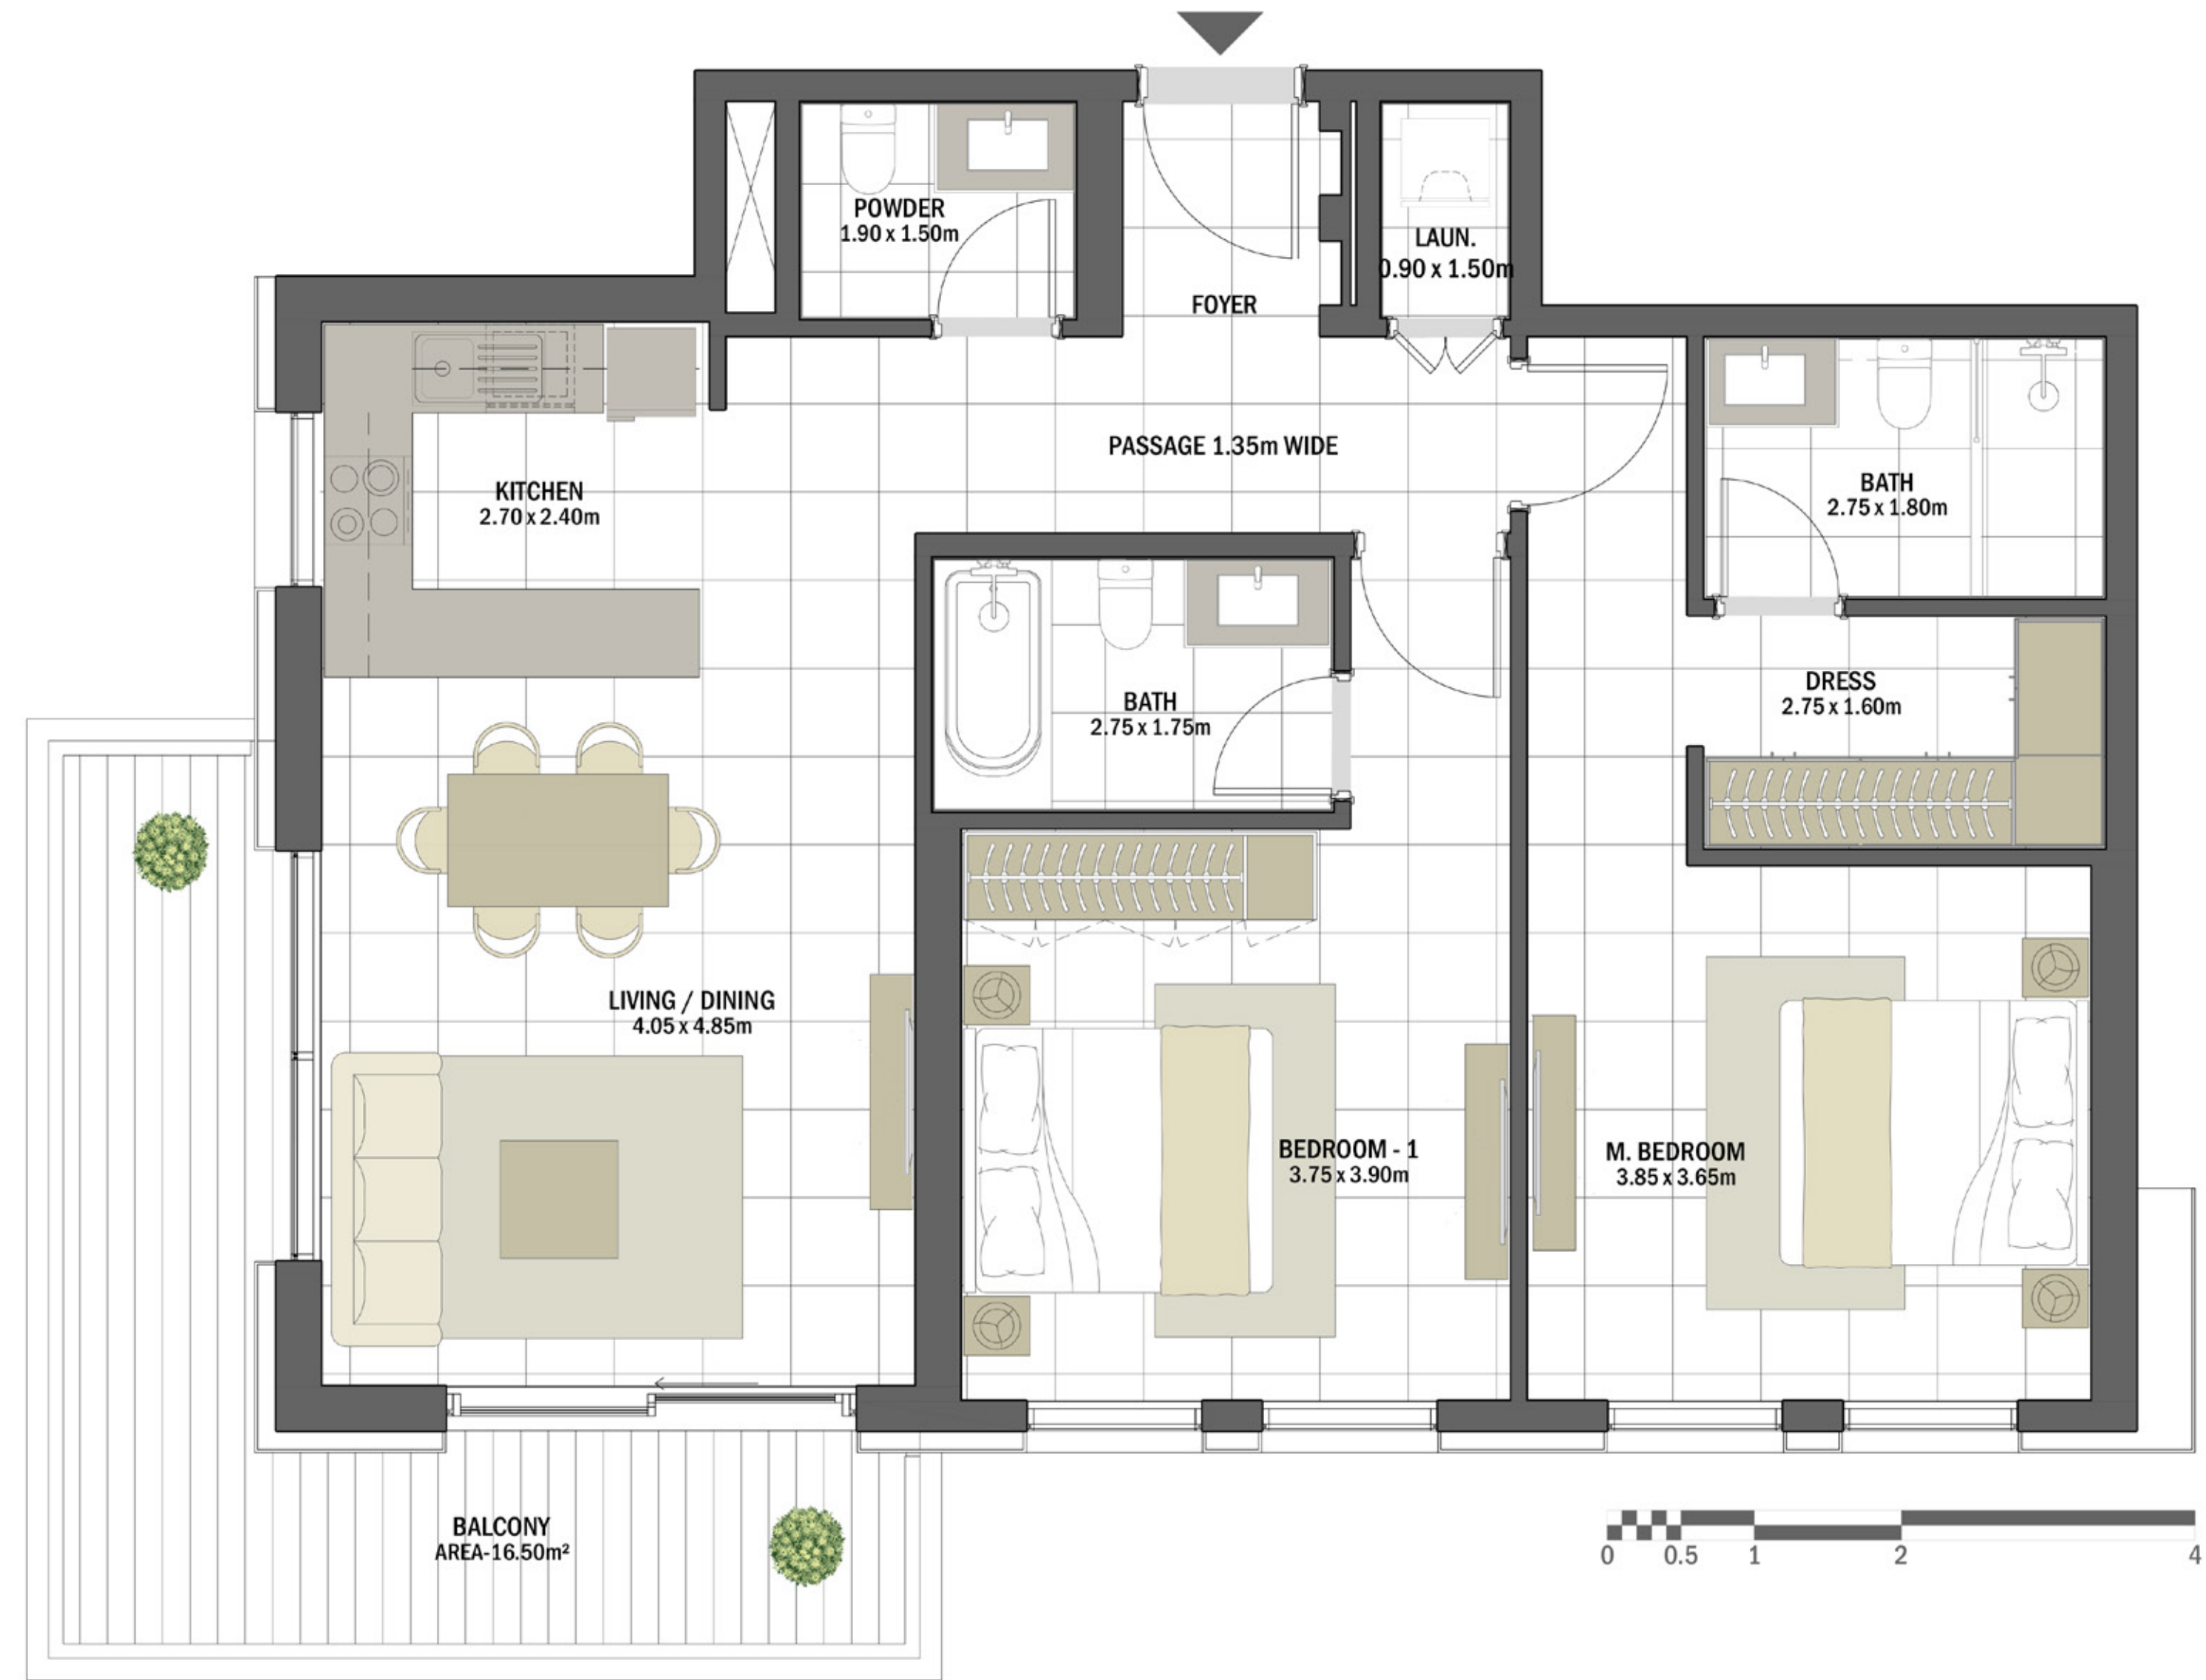 POWDER
1.90 x 1.50m
LAUN.
0.90 x 1.50m
FOYER
PASSAGE 1.35m WIDE
KITCHEN
2.70 x 2.40m
BATH
2.75 x 1.80m
BATH
2.75 x 1.75m
DRESS
2.75 x 1.60m
LIVING / DINING
4.05 x 4.85m
BEDROOM - 1
3.75 x 3.90m
M. BEDROOM
3.85 x 3.65m
BALCONY
AREA-16.50m²
0 0.5 1 2 4